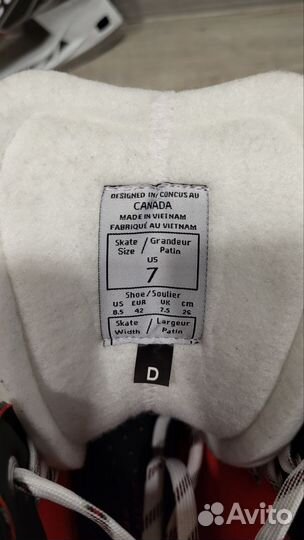 DESIGNED IN/CONCUS AU
CANADA
MADE IN VIETNAM
FABRIQUÉ AU VIETNAM
Skate / Grandeur
Size / Patin
US
7
Shoe/Soulier
US EUR UK CM
8.5 42 7.5 26
Skate / Largeur
Width / Patin
D
Avito